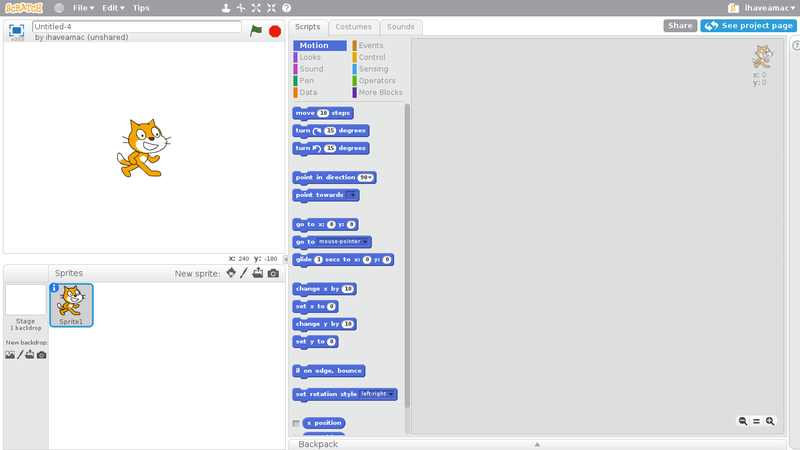 SCRATCH File Edit Tips ihaveamac
Untitled-4
by ihaveamac (unshared)
v301
Scripts Costumes Sounds
Share See project page
Motion Events
Looks Control
Sound Sensing
Pen Operators
Data More Blocks
x: 0
y: 0
move 10 steps
turn 15 degrees
turn 15 degrees
point in direction 90
point towards
go to x: 0 y: 0
go to mouse-pointer
glide 1 secs to x: 0 y: 0
change x by 10
set x to 0
change y by 10
set y to 0
if on edge, bounce
set rotation style left-right
x position
x: 240 y: -180
Sprites New sprite:
Stage
1 backdrop
New backdrop:
Sprite1
Backpack